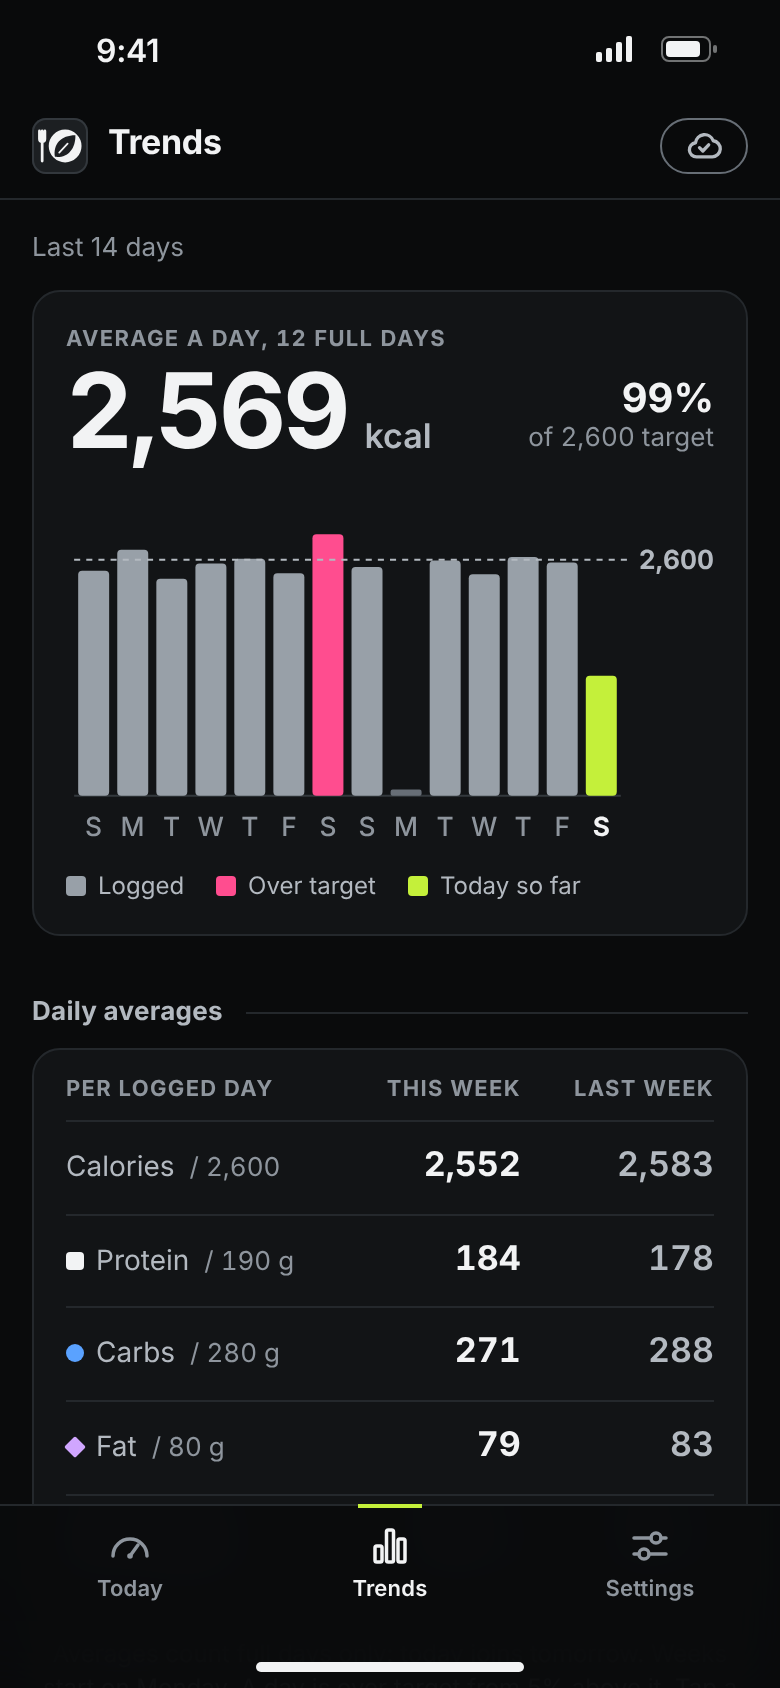 9:41
Trends
Last 14 days
AVERAGE A DAY, 12 FULL DAYS
2,569 kcal
99%
of 2,600 target
2,600
S M T W T F S S M T W T F S
Logged Over target Today so far
Daily averages
PER LOGGED DAY THIS WEEK LAST WEEK
Calories / 2,600 2,552 2,583
Protein / 190 g 184 178
Carbs / 280 g 271 288
Fat / 80 g 79 83
Today Trends Settings